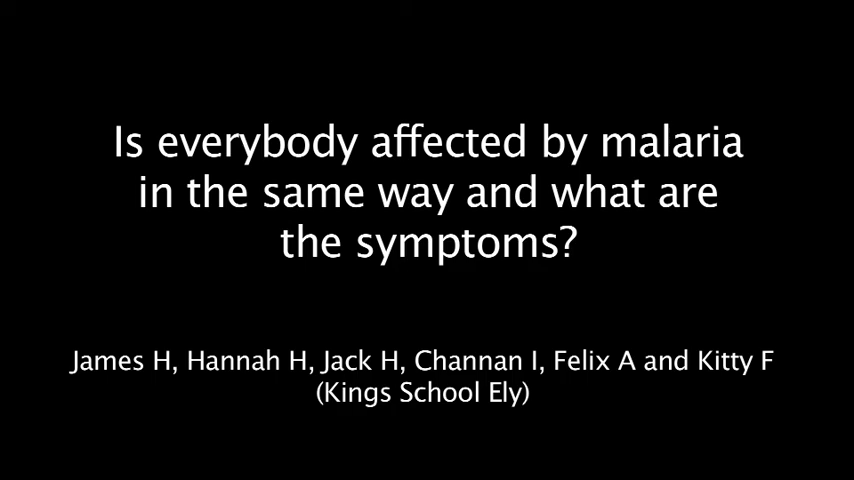 Is everybody affected by malaria
in the same way and what are
the symptoms?
James H, Hannah H, Jack H, Channan I, Felix A and Kitty F
(Kings School Ely)